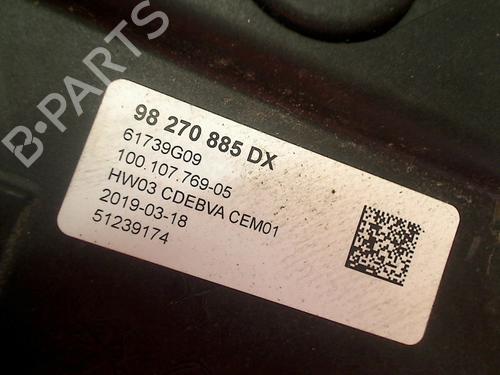 B-PARTS
98 270 885 DX
61739G09
100.107.769-05
HW03 CDEBVA CEM01
2019-03-18
51239174